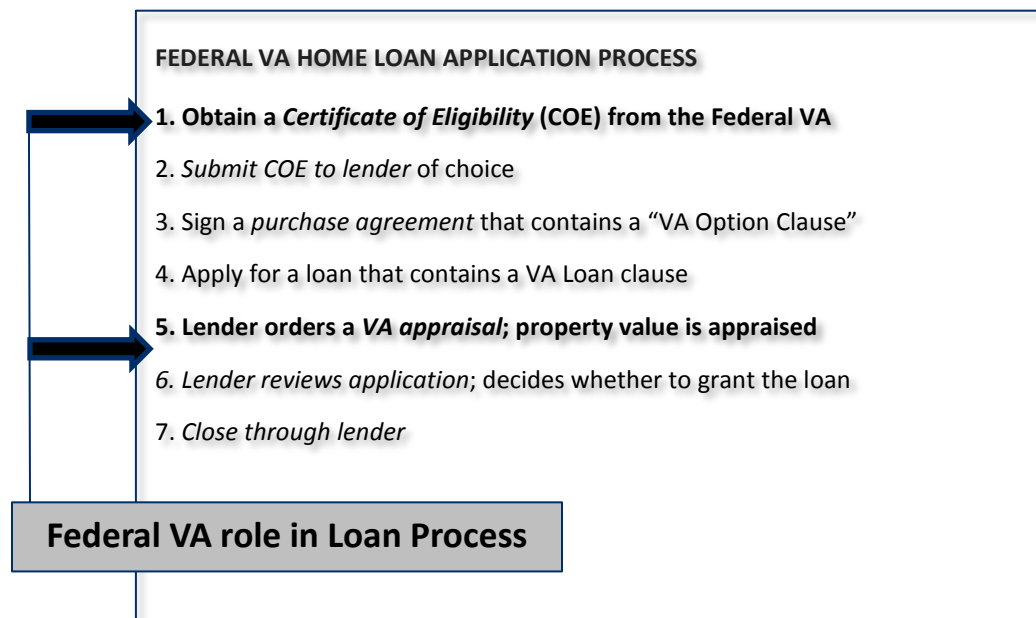 FEDERAL VA HOME LOAN APPLICATION PROCESS
1. Obtain a Certificate of Eligibility (COE) from the Federal VA
2. Submit COE to lender of choice
3. Sign a purchase agreement that contains a “VA Option Clause”
4. Apply for a loan that contains a VA Loan clause
5. Lender orders a VA appraisal; property value is appraised
6. Lender reviews application; decides whether to grant the loan
7. Close through lender
Federal VA role in Loan Process